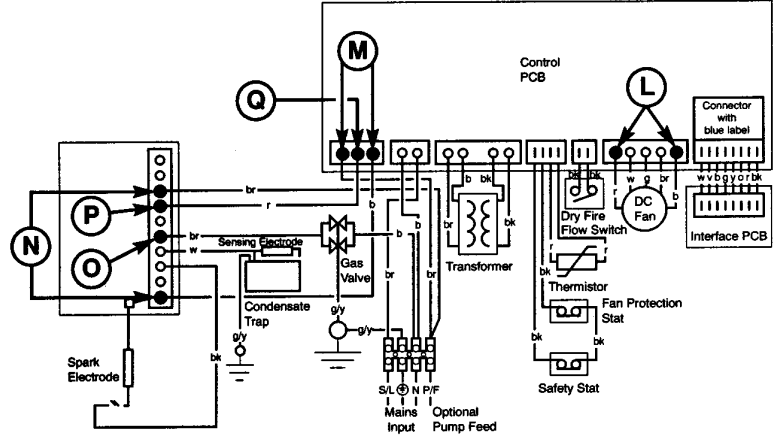 M
Control
PCB
Q
L
Connector
with
blue label
w v b g y o r bk
N
P
O
br
r
b
br
w
Sensing Electrode
Gas
Valve
Condensate
Trap
g/y
g/y
g/y
bk
Spark
Electrode
b
br
b
br
b
bk
br
bk
Transformer
bk
bk
Dry Fire
Flow Switch
r
w
g
br
b
DC
Fan
Interface PCB
r
r
Thermistor
bk
Fan Protection
Stat
bk
bk
Safety Stat
S/L
N
P/F
Mains
Input
Optional
Pump Feed